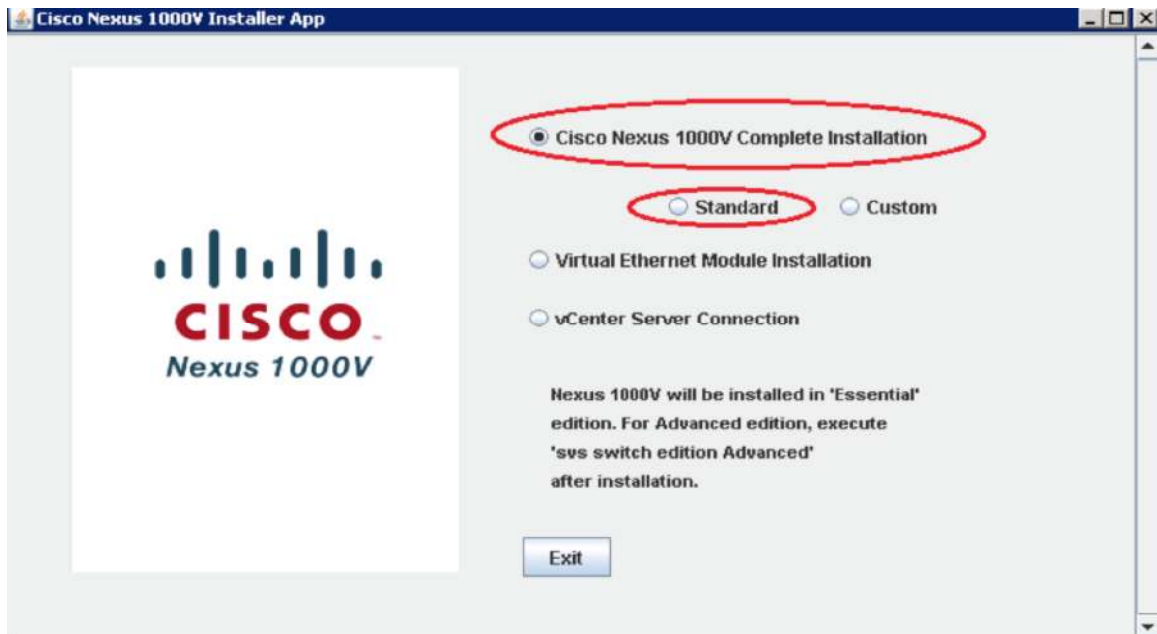 Cisco Nexus 1000V Installer App
Cisco Nexus 1000V Complete Installation
Standard
Custom
Virtual Ethernet Module Installation
vCenter Server Connection
CISCO
Nexus 1000V
Nexus 1000V will be installed in 'Essential'
edition. For Advanced edition, execute
'svs switch edition Advanced'
after installation.
Exit